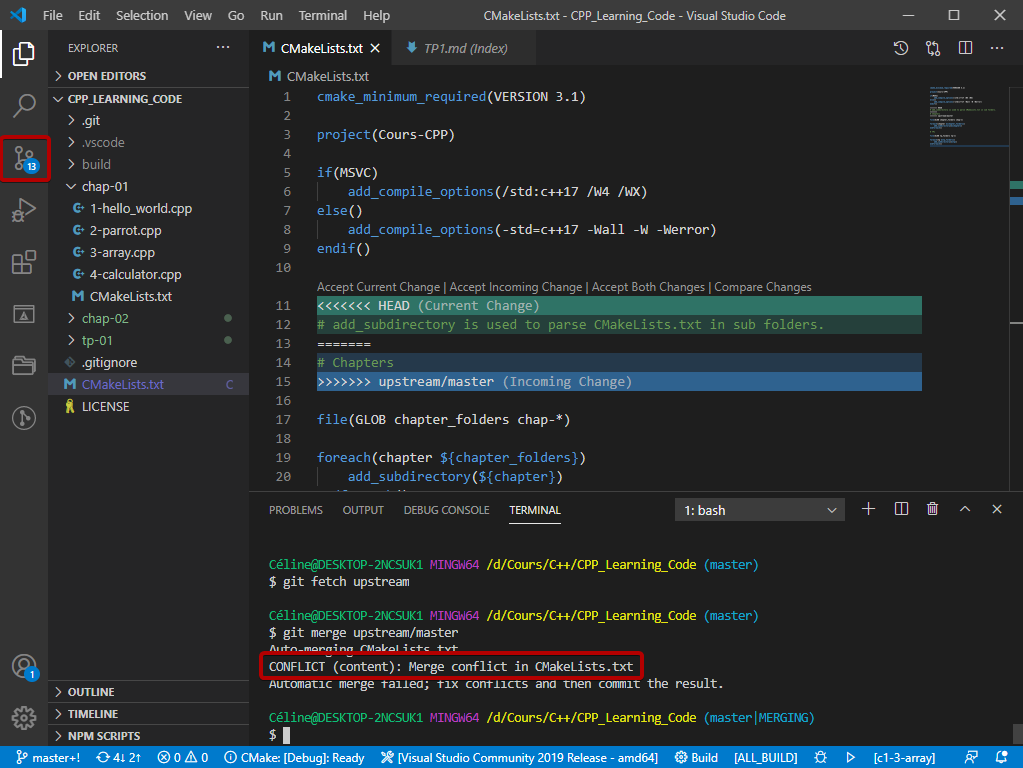 File Edit Selection View Go Run Terminal Help CMakeLists.txt - CPP_Learning_Code - Visual Studio Code
EXPLORER
OPEN EDITORS
CPP_LEARNING_CODE
.git
.vscode
build
chap-01
1-hello_world.cpp
2-parrot.cpp
3-array.cpp
4-calculator.cpp
CMakeLists.txt
chap-02
tp-01
.gitignore
CMakeLists.txt C
LICENSE
OUTLINE
TIMELINE
NPM SCRIPTS
13
1
CMakeLists.txt TP1.md (Index)
CMakeLists.txt
1 cmake_minimum_required(VERSION 3.1)
2
3 project(Cours-CPP)
4
5 if(MSVC)
6 add_compile_options(/std:c++17 /W4 /WX)
7 else()
8 add_compile_options(-std=c++17 -Wall -W -Werror)
9 endif()
10
Accept Current Change | Accept Incoming Change | Accept Both Changes | Compare Changes
11 <<<<<<< HEAD (Current Change)
12 # add_subdirectory is used to parse CMakeLists.txt in sub folders.
13 =======
14 # Chapters
15 >>>>>>> upstream/master (Incoming Change)
16
17 file(GLOB chapter_folders chap-*)
18
19 foreach(chapter ${chapter_folders})
20 add_subdirectory(${chapter})
PROBLEMS OUTPUT DEBUG CONSOLE TERMINAL 1: bash
Céline@DESKTOP-2NCSUK1 MINGW64 /d/Cours/C++/CPP_Learning_Code (master)
$ git fetch upstream
Céline@DESKTOP-2NCSUK1 MINGW64 /d/Cours/C++/CPP_Learning_Code (master)
$ git merge upstream/master
Auto-merging CMakeLists.txt
CONFLICT (content): Merge conflict in CMakeLists.txt
Automatic merge failed; fix conflicts and then commit the result.
Céline@DESKTOP-2NCSUK1 MINGW64 /d/Cours/C++/CPP_Learning_Code (master|MERGING)
$
master+! 4↓ 2↑ 0 0 CMake: [Debug]: Ready [Visual Studio Community 2019 Release - amd64] Build [ALL_BUILD] [c1-3-array]